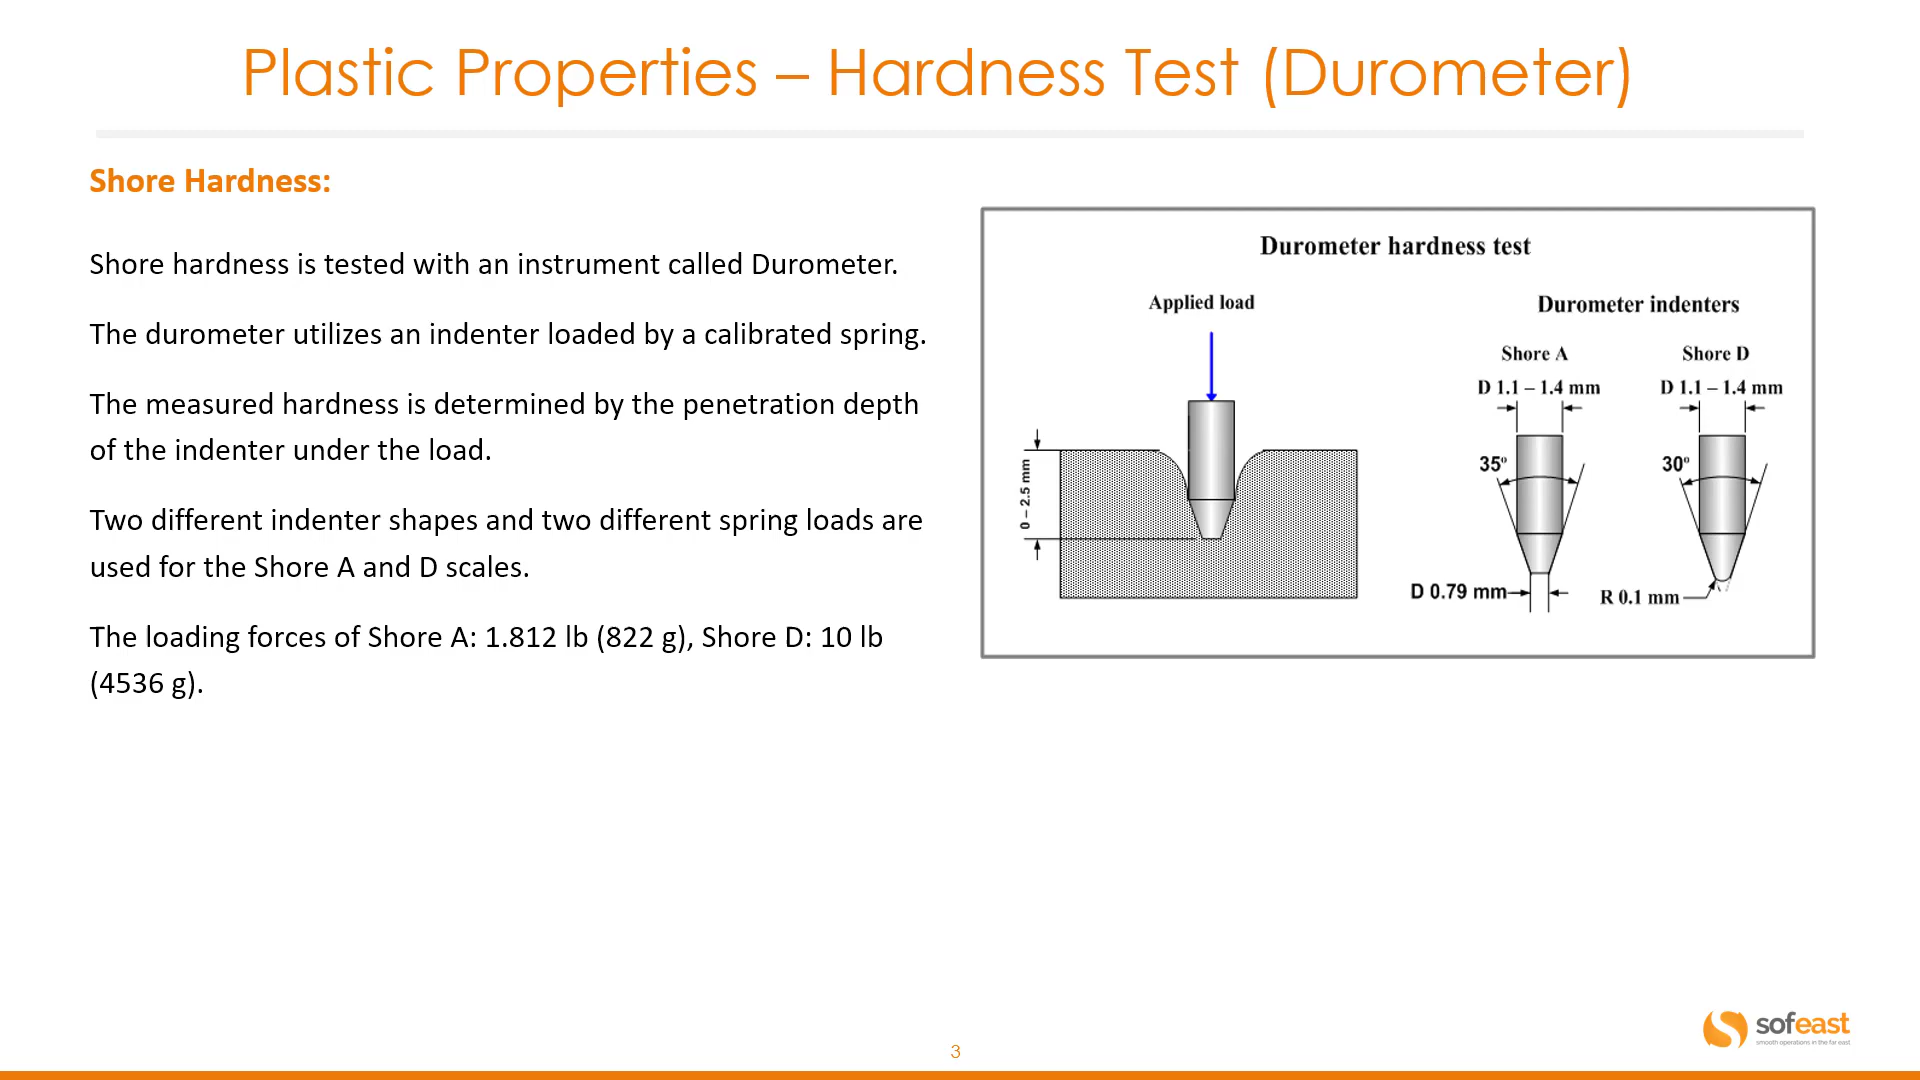 Plastic Properties – Hardness Test (Durometer)
Shore Hardness:
Shore hardness is tested with an instrument called Durometer.
The durometer utilizes an indenter loaded by a calibrated spring.
The measured hardness is determined by the penetration depth
of the indenter under the load.
Two different indenter shapes and two different spring loads are
used for the Shore A and D scales.
The loading forces of Shore A: 1.812 lb (822 g), Shore D: 10 lb
(4536 g).
Durometer hardness test
Applied load
0 – 2.5 mm
Durometer indenters
Shore A
Shore D
D 1.1 – 1.4 mm
D 1.1 – 1.4 mm
35º
30º
D 0.79 mm
R 0.1 mm
sofeast
smooth operations in the far east
3